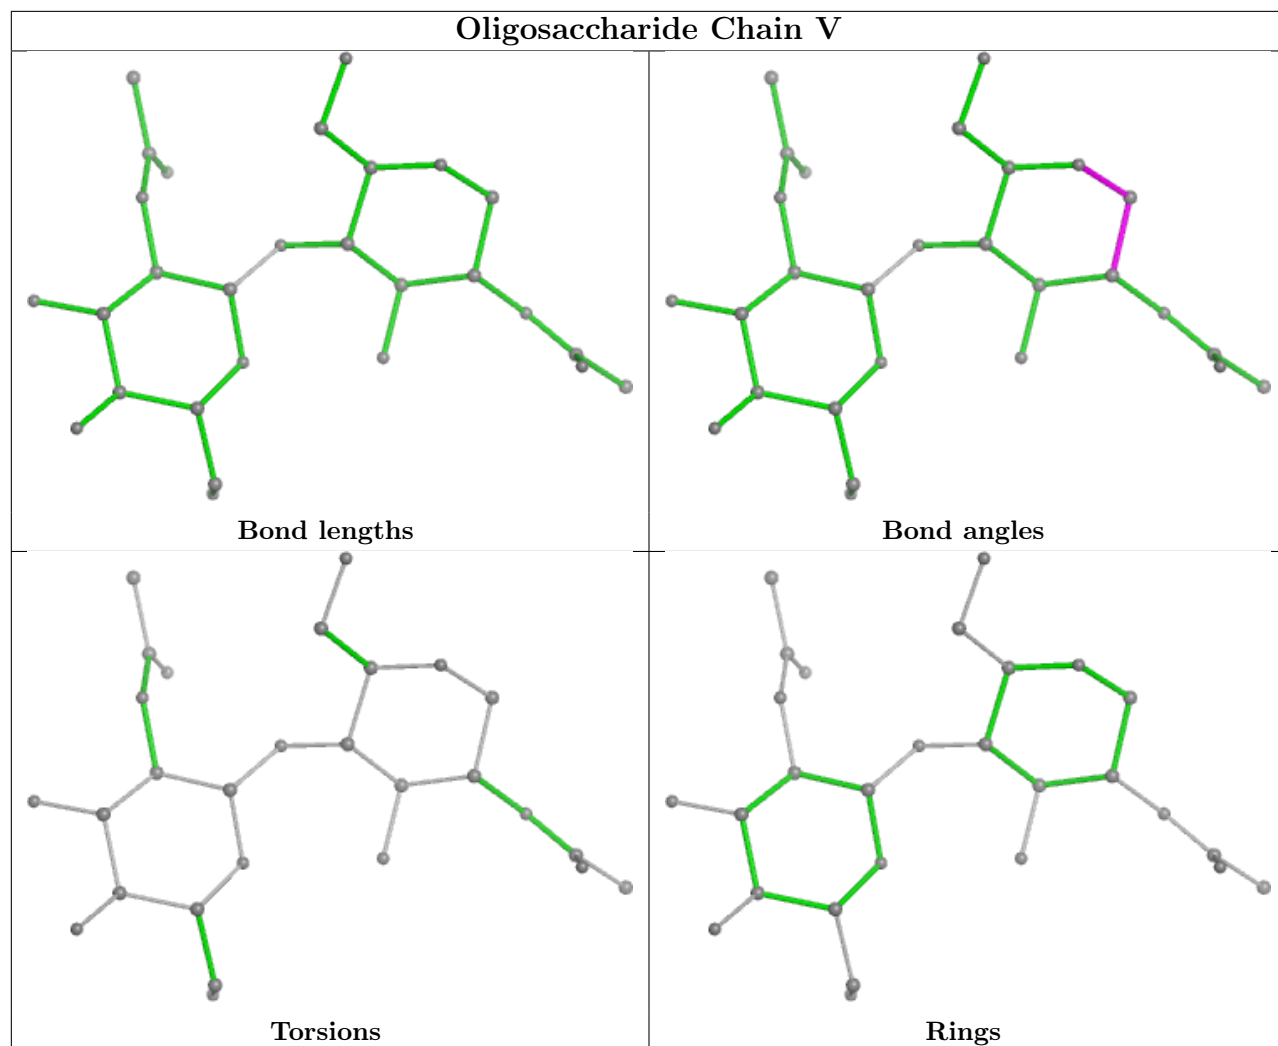 Oligosaccharide Chain V
Bond lengths
Bond angles
Torsions
Rings